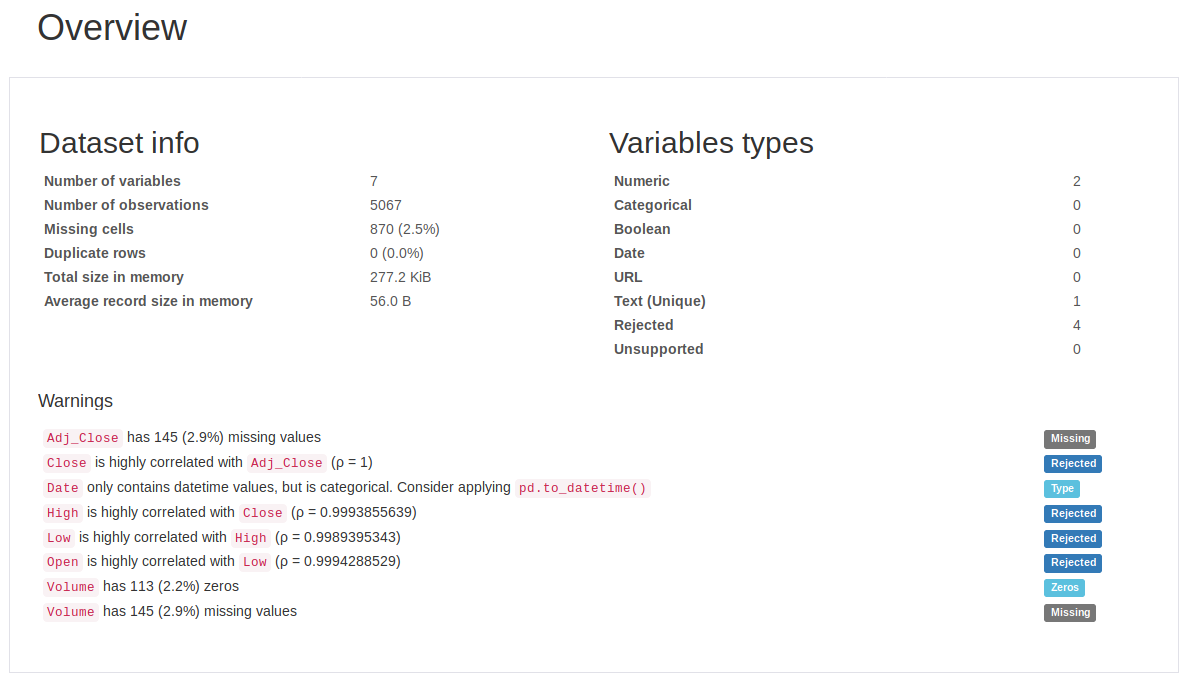 Overview
Dataset info
Number of variables 7
Number of observations 5067
Missing cells 870 (2.5%)
Duplicate rows 0 (0.0%)
Total size in memory 277.2 KiB
Average record size in memory 56.0 B
Variables types
Numeric 2
Categorical 0
Boolean 0
Date 0
URL 0
Text (Unique) 1
Rejected 4
Unsupported 0
Warnings
Adj_Close has 145 (2.9%) missing values Missing
Close is highly correlated with Adj_Close (ρ = 1) Rejected
Date only contains datetime values, but is categorical. Consider applying pd.to_datetime() Type
High is highly correlated with Close (ρ = 0.9993855639) Rejected
Low is highly correlated with High (ρ = 0.9989395343) Rejected
Open is highly correlated with Low (ρ = 0.9994288529) Rejected
Volume has 113 (2.2%) zeros Zeros
Volume has 145 (2.9%) missing values Missing